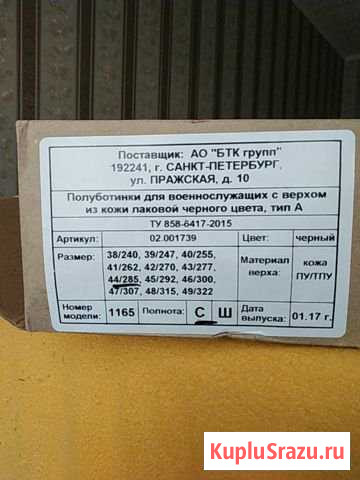 Поставщик: АО "БТК групп"
192241, г. САНКТ-ПЕТЕРБУРГ,
ул. ПРАЖСКАЯ, д. 10
Полуботинки для военнослужащих с верхом
из кожи лаковой черного цвета, тип А
ТУ 858-6417-2015
Артикул: 02.001739 Цвет: черный
Размер: 38/240, 39/247, 40/255,
41/262, 42/270, 43/277,
44/285, 45/292, 46/300,
47/307, 48/315, 49/322
Материал верха: кожа ПУ/ТПУ
Номер модели: 1165 Полнота: С Ш Дата выпуска: 01.17 г.
KupluSrazu.ru